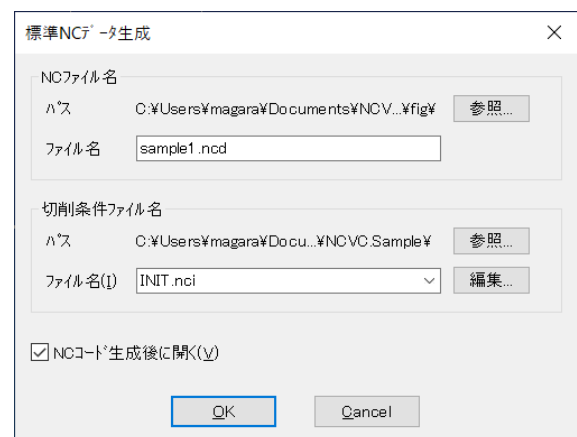 標準NCﾃﾞｰﾀ生成
NCﾌｧｲﾙ名
ﾊﾟｽ C:¥Users¥magara¥Documents¥NCV...¥fig¥ 参照...
ﾌｧｲﾙ名 sample1.ncd
切削条件ﾌｧｲﾙ名
ﾊﾟｽ C:¥Users¥magara¥Docu...¥NCVC.Sample¥ 参照...
ﾌｧｲﾙ名(I) INIT.nci 編集...
NCｺｰﾄﾞ生成後に開く(V)
OK Cancel